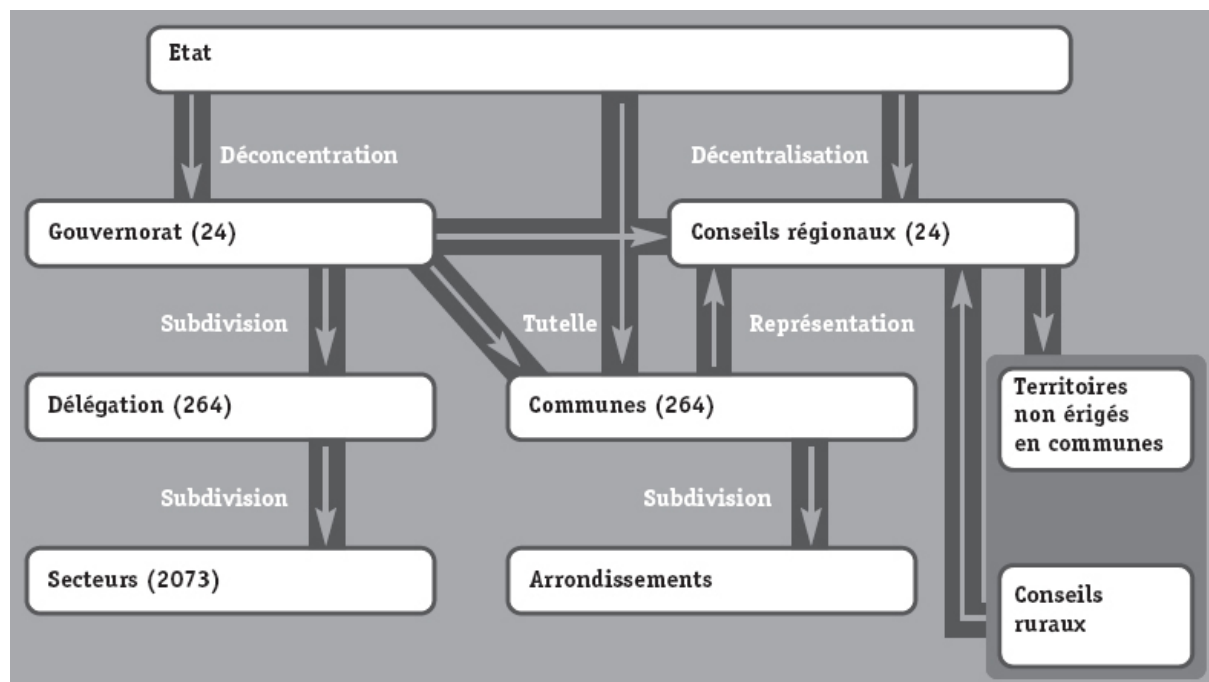 Etat
Déconcentration
Décentralisation
Gouvernorat (24)
Conseils régionaux (24)
Subdivision
Tutelle
Représentation
Délégation (264)
Communes (264)
Territoires
non érigés
en communes
Subdivision
Subdivision
Secteurs (2073)
Arrondissements
Conseils
ruraux